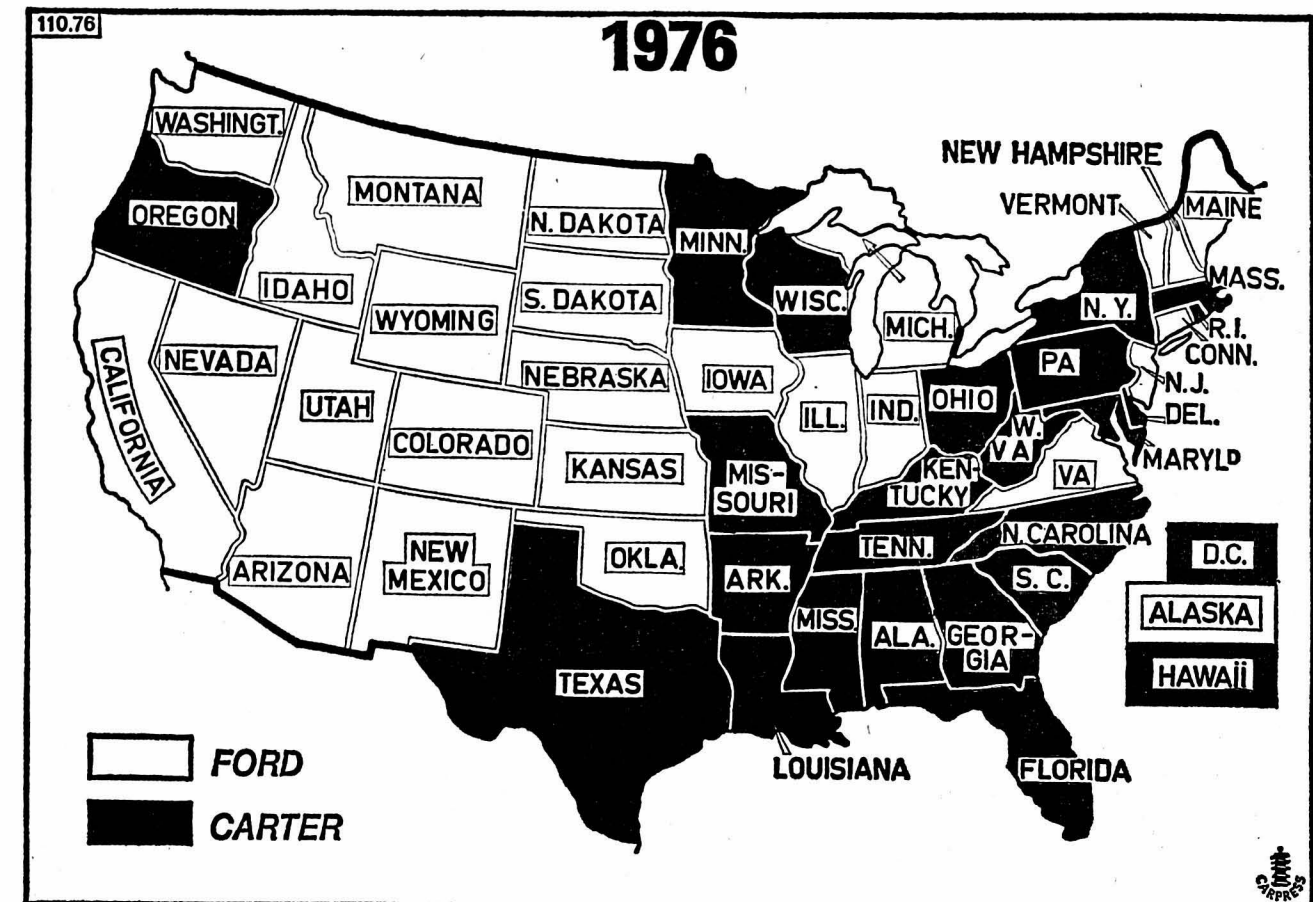 110.76
1976
WASHINGT.
OREGON
MONTANA
IDAHO
WYOMING
N. DAKOTA
S. DAKOTA
NEBRASKA
NEVADA
CALIFORNIA
UTAH
COLORADO
KANSAS
ARIZONA
NEW
MEXICO
OKLA.
TEXAS
MINN.
WISC.
IOWA
MIS-
SOURI
ARK.
ILL.
IND.
MICH.
OHIO
KEN-
TUCKY
TENN.
MISS.
ALA.
GEOR-
GIA
LOUISIANA
FLORIDA
S. C.
N. CAROLINA
VA
W.
VA
PA
N. Y.
NEW HAMPSHIRE
VERMONT
MAINE
MASS.
R.I.
CONN.
N.J.
DEL.
MARYLD
D.C.
ALASKA
HAWAii
FORD
CARTER
CARPRESS